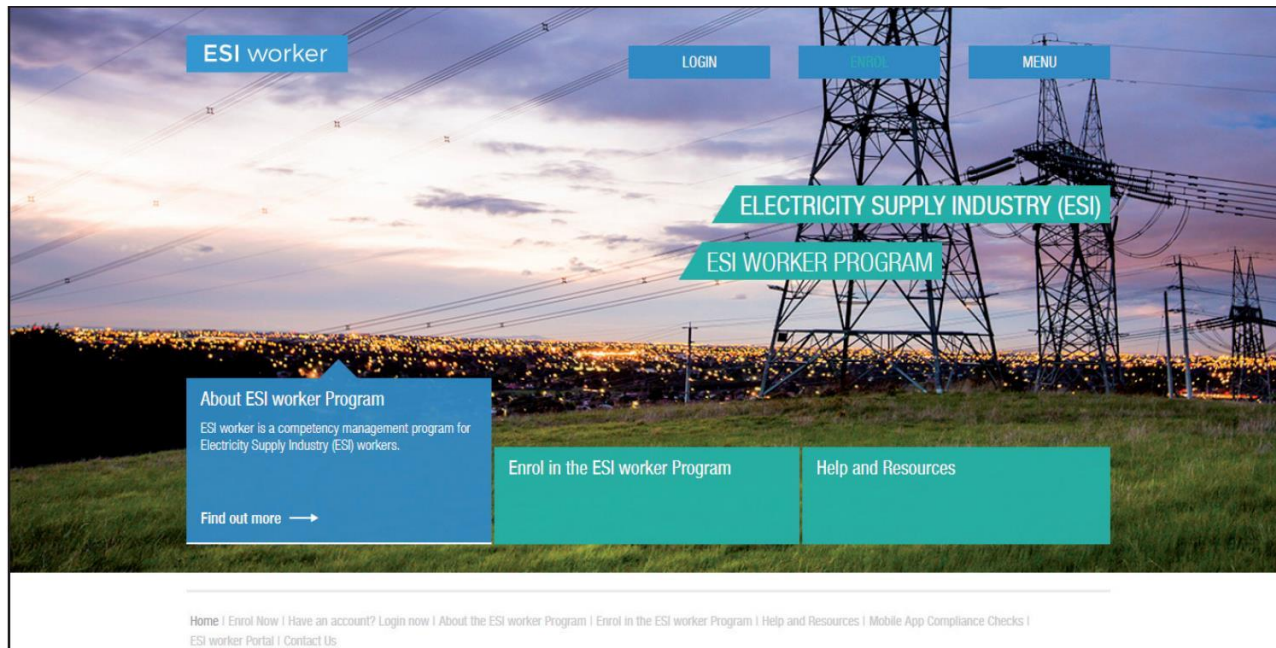 ESI worker
LOGIN
ENROL
MENU
ELECTRICITY SUPPLY INDUSTRY (ESI)
ESI WORKER PROGRAM
About ESI worker Program
ESI worker is a competency management program for
Electricity Supply Industry (ESI) workers.
Find out more
Enrol in the ESI worker Program
Help and Resources
Home | Enrol Now | Have an account? Login now | About the ESI worker Program | Enrol in the ESI worker Program | Help and Resources | Mobile App Compliance Checks |
ESI worker Portal | Contact Us